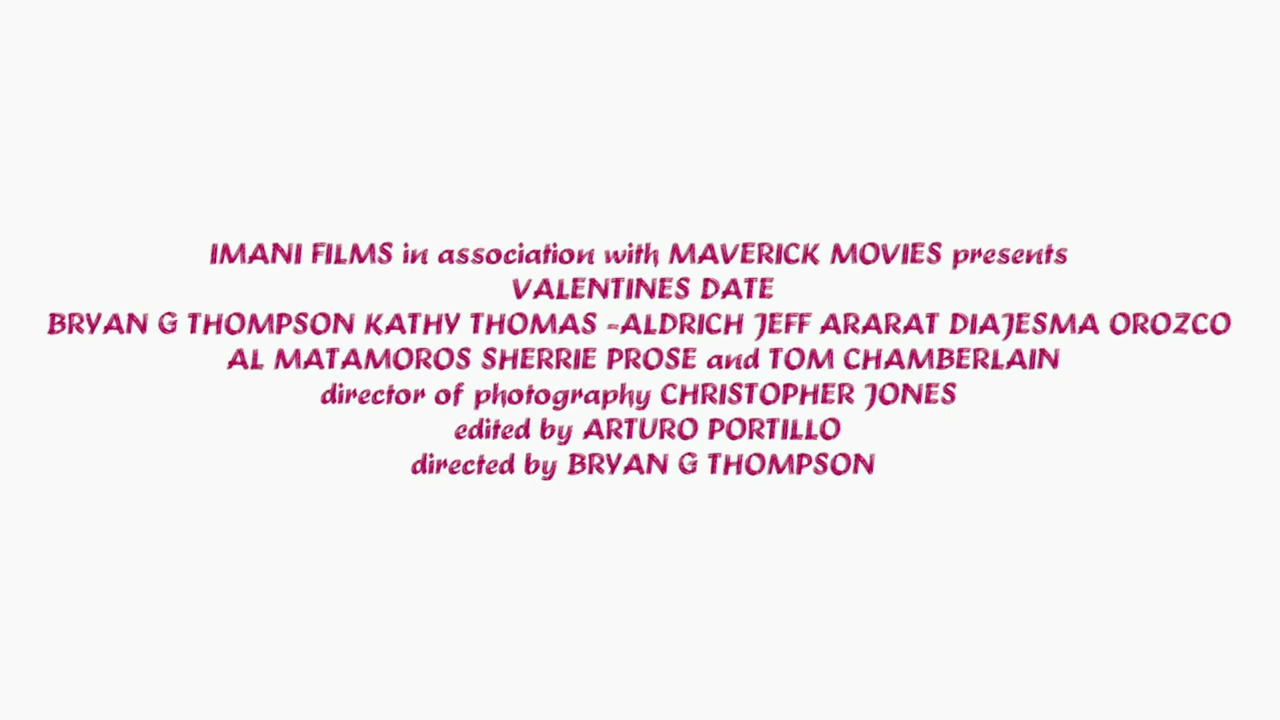 IMANI FILMS in association with MAVERICK MOVIES presents
VALENTINES DATE
BRYAN G THOMPSON KATHY THOMAS -ALDRICH JEFF ARARAT DIAJESMA OROZCO
AL MATAMOROS SHERRIE PROSE and TOM CHAMBERLAIN
director of photography CHRISTOPHER JONES
edited by ARTURO PORTILLO
directed by BRYAN G THOMPSON